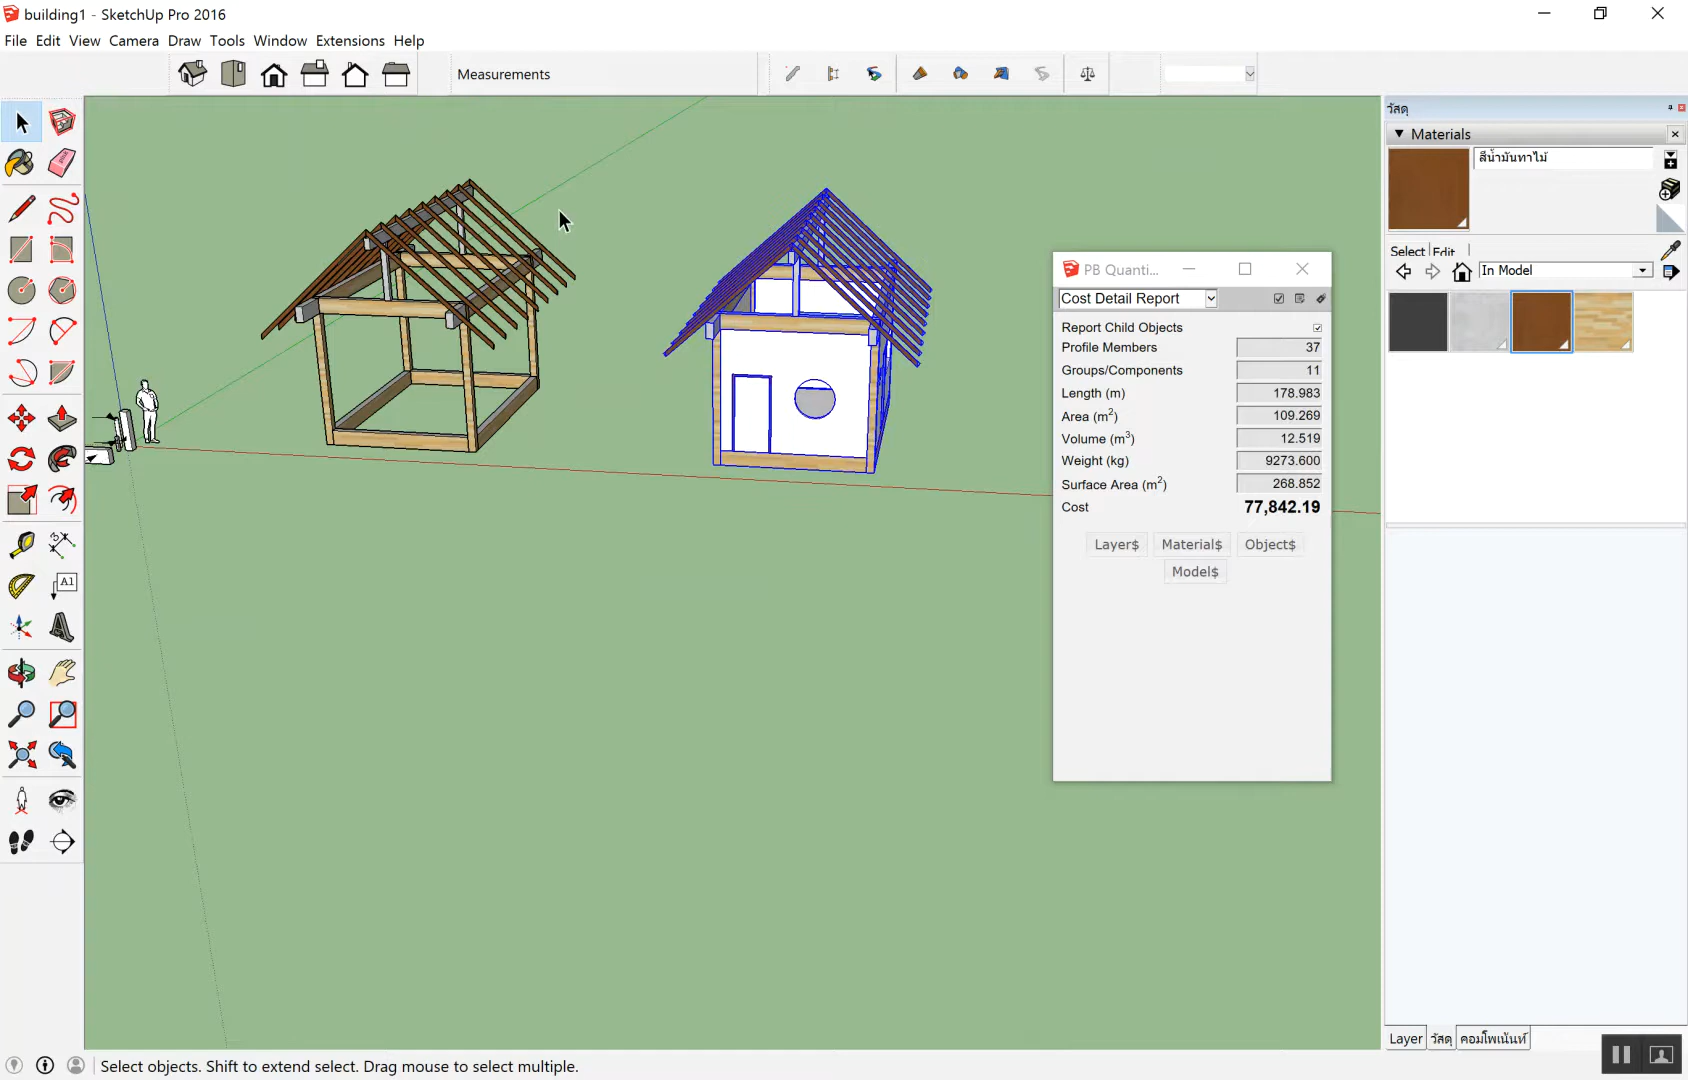 building1 - SketchUp Pro 2016
File Edit View Camera Draw Tools Window Extensions Help
Measurements
วัสดุ
Materials
สีน้ำมันทาไม้
Select Edit
In Model
PB Quanti...
Cost Detail Report
Report Child Objects
Profile Members 37
Groups/Components 11
Length (m) 178.983
Area (m²) 109.269
Volume (m³) 12.519
Weight (kg) 9273.600
Surface Area (m²) 268.852
Cost 77,842.19
Layer$ Material$ Object$
Model$
A1
3
Layer วัสดุ คอมโพเน้นท์
Select objects. Shift to extend select. Drag mouse to select multiple.